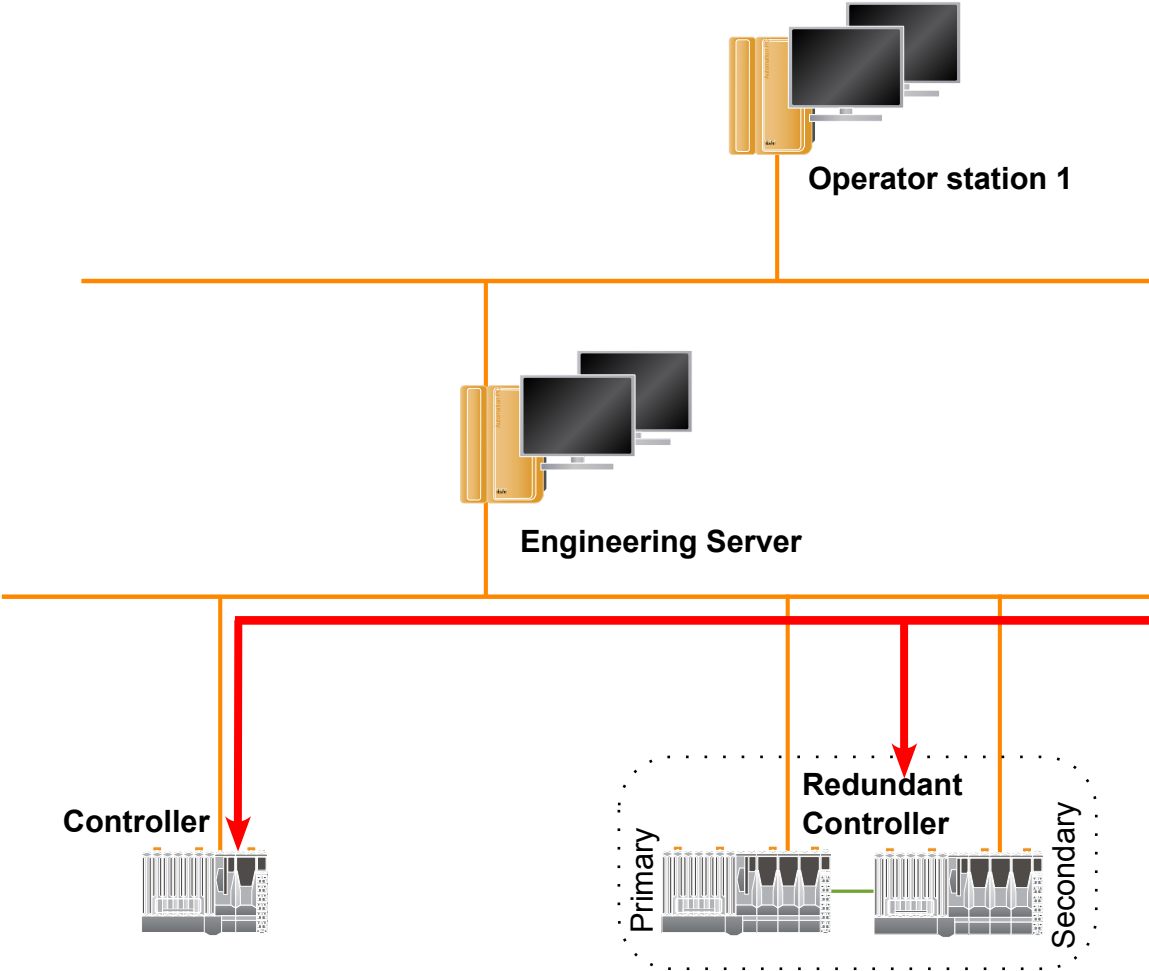 Operator station 1
Engineering Server
Controller
Redundant
Controller
Primary
Secondary